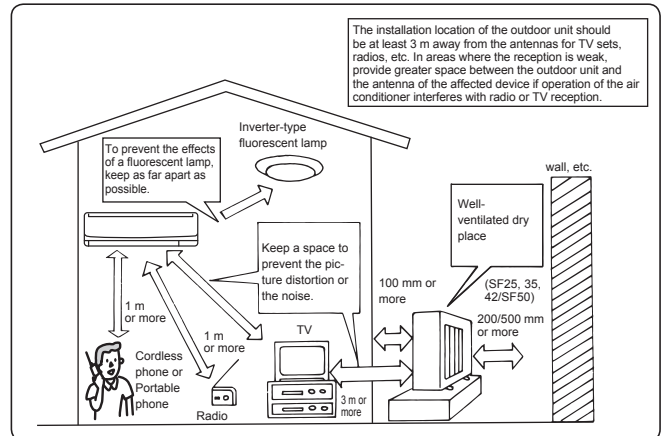 The installation location of the outdoor unit should
be at least 3 m away from the antennas for TV sets,
radios, etc. In areas where the reception is weak,
provide greater space between the outdoor unit and
the antenna of the affected device if operation of the air
conditioner interferes with radio or TV reception.
Inverter-type
fluorescent lamp
To prevent the effects
of a fluorescent lamp,
keep as far apart as
possible.
wall, etc.
Well-
ventilated dry
place
Keep a space to
prevent the pic-
ture distortion or
the noise.
100 mm or
more
(SF25, 35,
42/SF50)
200/500 mm
or more
1 m
or more
1 m
or more
TV
Cordless
phone or
Portable
phone
Radio
3 m or
more